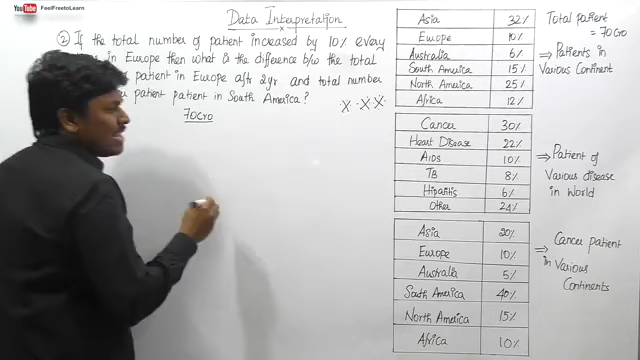 YouTube FeelFreetoLearn
Data Interpretation
② If the total number of patient increased by 10% every
in Europe then what is the difference b/w the total
patient in Europe aftr 2yr and total number
patient patient in South America?
70Cro
Asia 32%
Europe 10%
Australia 6%
South America 15%
North America 25%
Africa 12%
Total patient
= 70Cro
⇒ Patients in
Various Continent
Cancer 30%
Heart Disease 22%
AIDS 10%
TB 8%
Hipatitis 6%
Other 24%
⇒ Patient of
Various disease
in World
Asia 20%
Europe 10%
Australia 5%
South America 40%
North America 15%
Africa 10%
⇒ Cancer patient
in Various
Continents